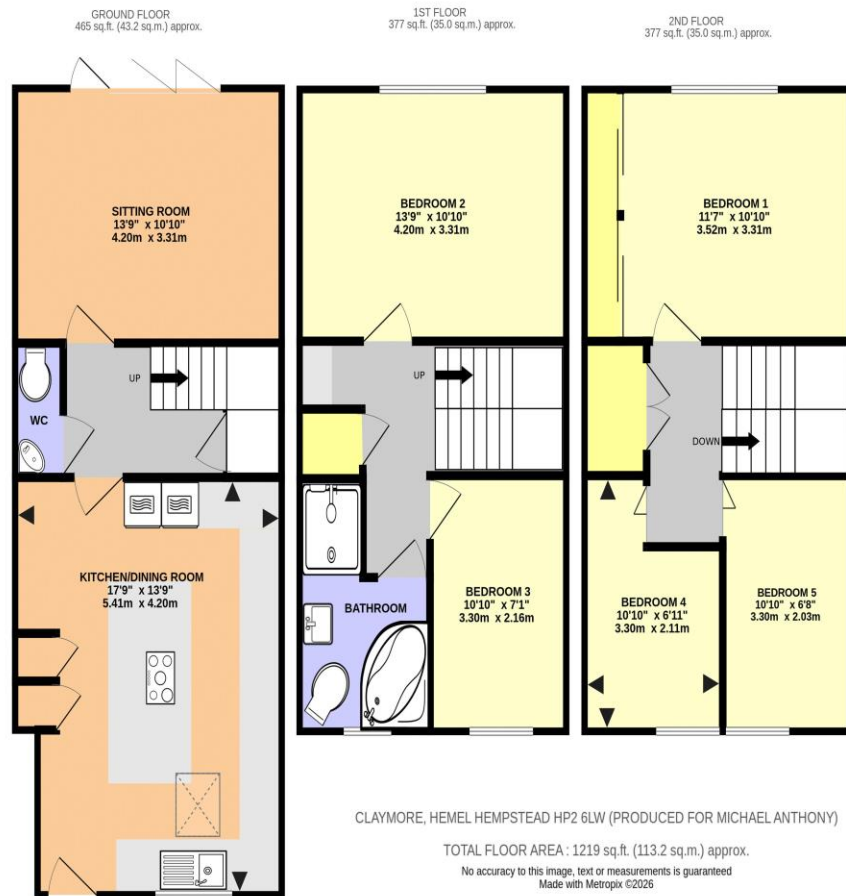 GROUND FLOOR
465 sq.ft. (43.2 sq.m.) approx.
1ST FLOOR
377 sq.ft. (35.0 sq.m.) approx.
2ND FLOOR
377 sq.ft. (35.0 sq.m.) approx.
SITTING ROOM
13'9" x 10'10"
4.20m x 3.31m
UP
WC
KITCHEN/DINING ROOM
17'9" x 13'9"
5.41m x 4.20m
BEDROOM 2
13'9" x 10'10"
4.20m x 3.31m
UP
BATHROOM
BEDROOM 3
10'10" x 7'1"
3.30m x 2.16m
BEDROOM 1
11'7" x 10'10"
3.52m x 3.31m
DOWN
BEDROOM 4
10'10" x 6'11"
3.30m x 2.11m
BEDROOM 5
10'10" x 6'8"
3.30m x 2.03m
CLAYMORE, HEMEL HEMPSTEAD HP2 6LW (PRODUCED FOR MICHAEL ANTHONY)
TOTAL FLOOR AREA : 1219 sq.ft. (113.2 sq.m.) approx.
No accuracy to this image, text or measurements is guaranteed
Made with Metropix ©2026